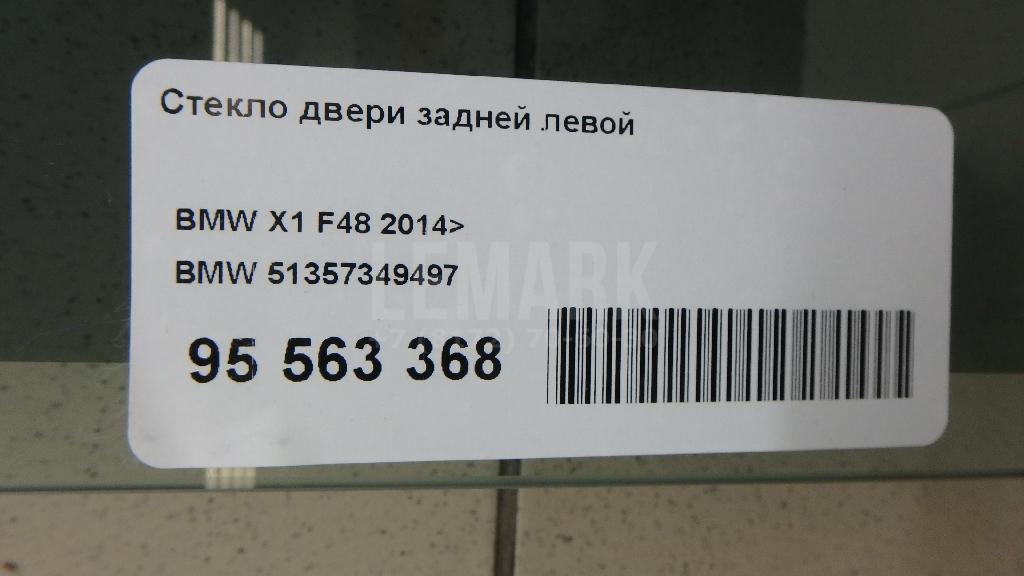 Стекло двери задней левой
BMW X1 F48 2014>
BMW 51357349497
LEMARK
95 563 368